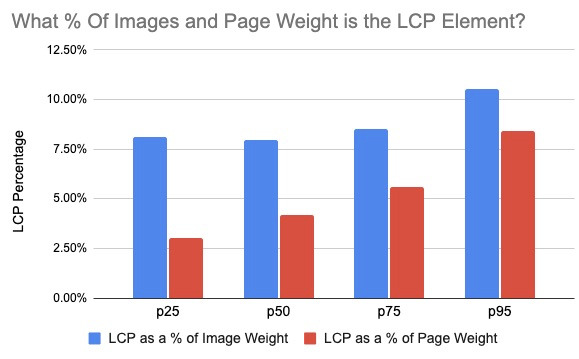 What % Of Images and Page Weight is the LCP Element?
12.50%
10.00%
7.50%
5.00%
2.50%
0.00%
LCP Percentage
p25 p50 p75 p95
LCP as a % of Image Weight LCP as a % of Page Weight